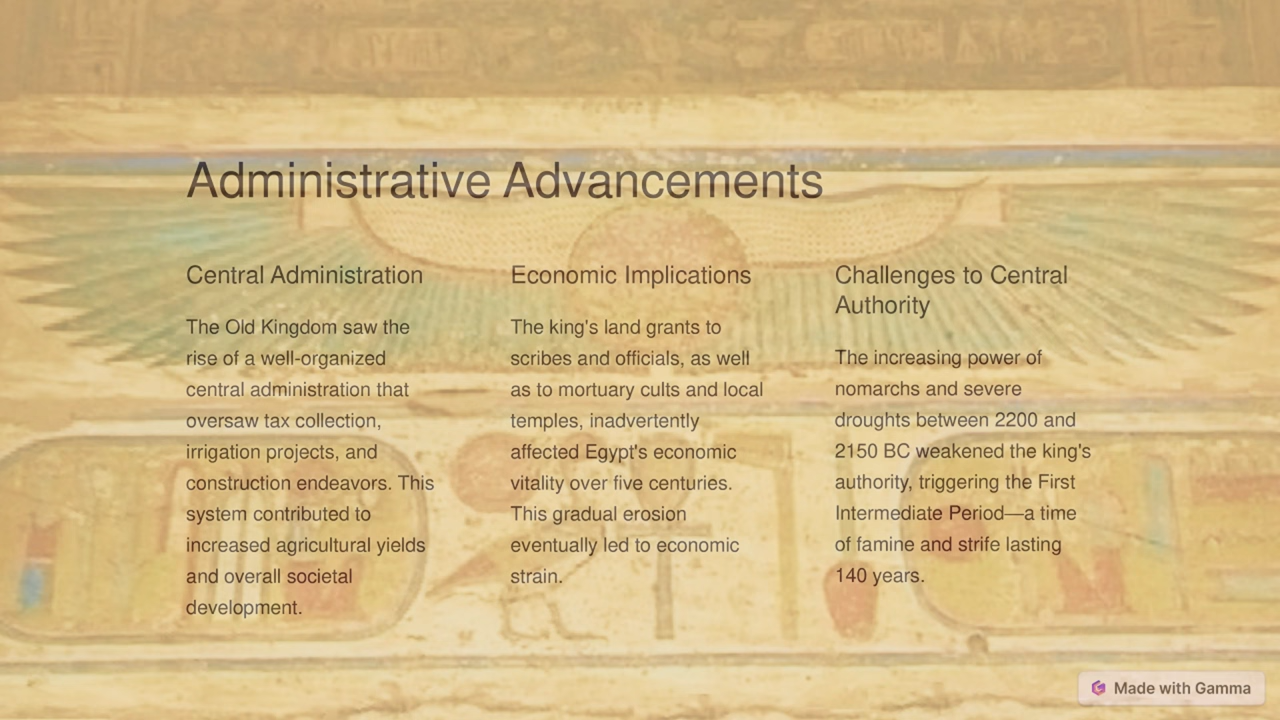 Administrative Advancements
Central Administration
The Old Kingdom saw the
rise of a well-organized
central administration that
oversaw tax collection,
irrigation projects, and
construction endeavors. This
system contributed to
increased agricultural yields
and overall societal
development.
Economic Implications
The king's land grants to
scribes and officials, as well
as to mortuary cults and local
temples, inadvertently
affected Egypt's economic
vitality over five centuries.
This gradual erosion
eventually led to economic
strain.
Challenges to Central
Authority
The increasing power of
nomarchs and severe
droughts between 2200 and
2150 BC weakened the king's
authority, triggering the First
Intermediate Period—a time
of famine and strife lasting
140 years.
Made with Gamma